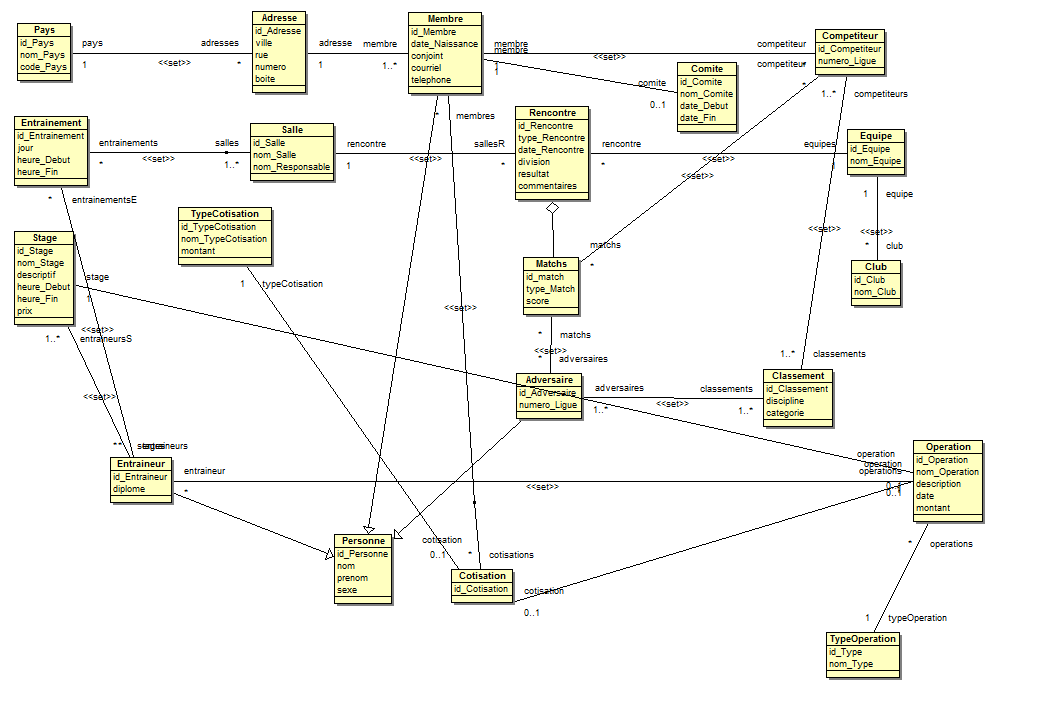 Pays
id_Pays
nom_Pays
code_Pays
pays
1
<<set>>
adresses
*
Adresse
id_Adresse
ville
rue
numero
boite
adresse
1
membre
1..*
Membre
id_Membre
date_Naissance
conjoint
courriel
telephone
membre
membre
1
1
<<set>>
competiteur
competiteur
*
Competiteur
id_Competiteur
numero_Ligue
1..*
competiteurs
comite
0..1
Comite
id_Comite
nom_Comite
date_Debut
date_Fin
Entrainement
id_Entrainement
jour
heure_Debut
heure_Fin
entrainements
*
<<set>>
salles
1..*
Salle
id_Salle
nom_Salle
nom_Responsable
rencontre
1
<<set>>
sallesR
*
* membres
Rencontre
id_Rencontre
type_Rencontre
date_Rencontre
division
resultat
commentaires
rencontre
*
<<set>>
<<set>>
equipes
1
Equipe
id_Equipe
nom_Equipe
1
equipe
<<set>>
<<set>>
*
club
Club
id_Club
nom_Club
* entrainementsE
TypeCotisation
id_TypeCotisation
nom_TypeCotisation
montant
1 typeCotisation
Stage
id_Stage
nom_Stage
descriptif
heure_Debut
heure_Fin
prix
stage
1
<<set>>
1..* entraineursS
<<set>>
matchs
*
Matchs
id_match
type_Match
score
<<set>>
* matchs
<<set>>
* adversaires
1..* classements
Adversaire
id_Adversaire
numero_Ligue
adversaires
1..*
<<set>>
classements
1..*
Classement
id_Classement
discipline
categorie
* *
entraineurs
Entraineur
id_Entraineur
diplome
entraineur
*
<<set>>
operation
operation
operations
0..1
0..1
Operation
id_Operation
nom_Operation
description
date
montant
* operations
Personne
id_Personne
nom
prenom
sexe
cotisation
0..1
* cotisations
Cotisation
id_Cotisation
cotisation
0..1
1 typeOperation
TypeOperation
id_Type
nom_Type